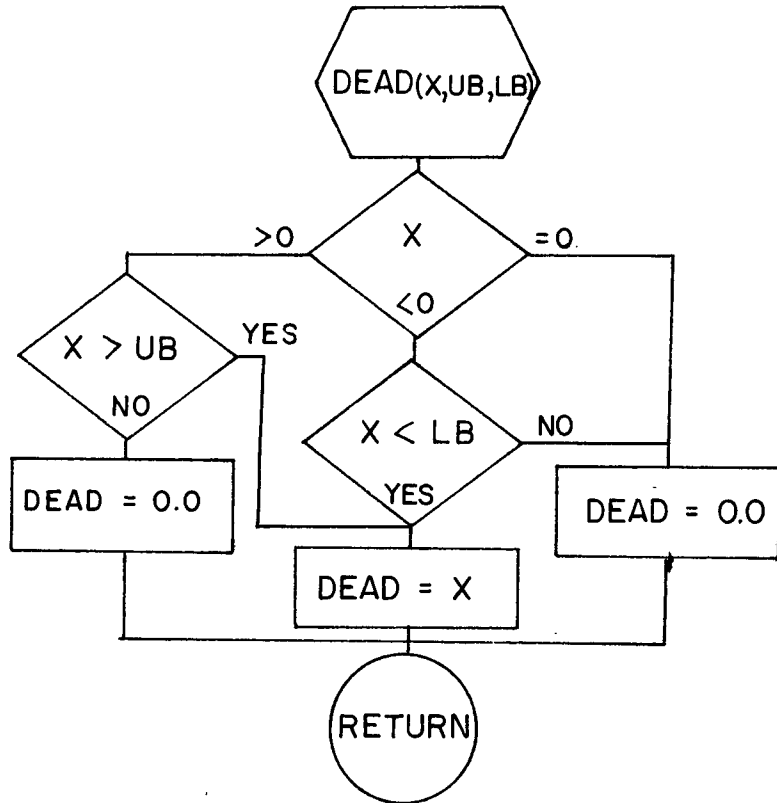 DEAD(X,UB,LB)
X
>0
=0
<0
X > UB
YES
NO
X < LB
NO
YES
DEAD = 0.0
DEAD = 0.0
DEAD = X
RETURN